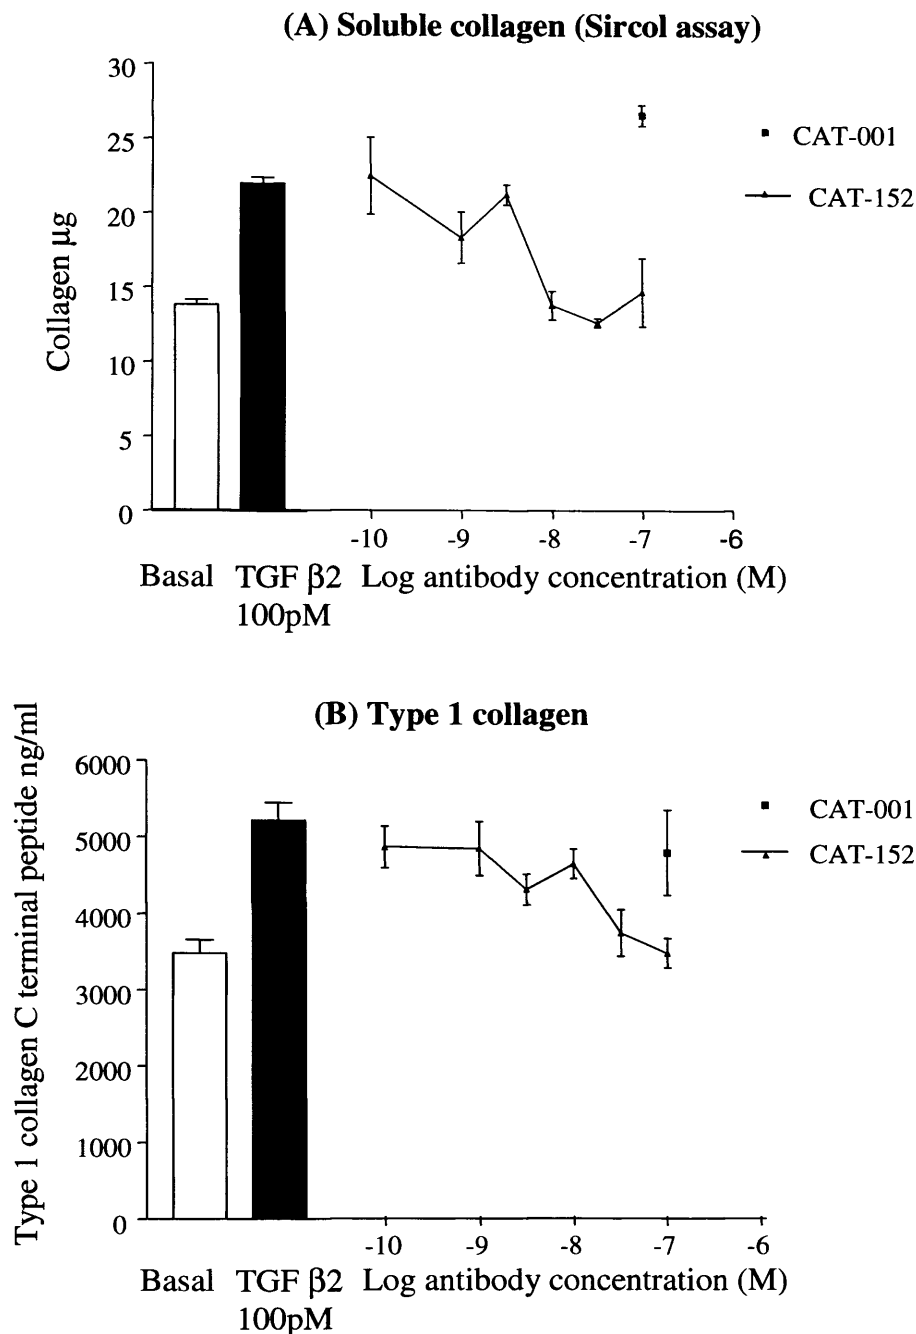 (A) Soluble collagen (Sircol assay)
30
25
20
15
10
5
0
Collagen µg
CAT-001
CAT-152
-10 -9 -8 -7 -6
Basal TGF β2 Log antibody concentration (M)
100pM
(B) Type 1 collagen
6000
5000
4000
3000
2000
1000
0
Type 1 collagen C terminal peptide ng/ml
CAT-001
CAT-152
-10 -9 -8 -7 -6
Basal TGF β2 Log antibody concentration (M)
100pM